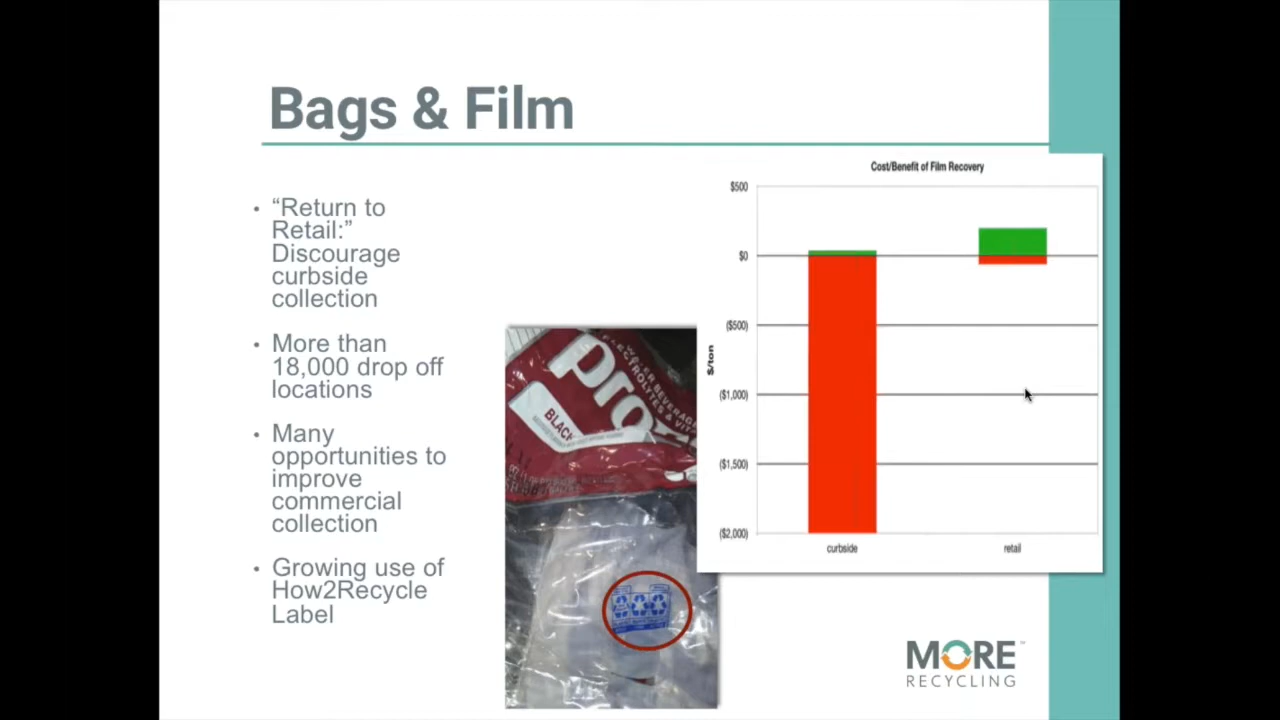 Bags & Film
• “Return to
Retail:”
Discourage
curbside
collection
• More than
18,000 drop off
locations
• Many
opportunities to
improve
commercial
collection
• Growing use of
How2Recycle
Label
BLACK
Cost/Benefit of Film Recovery
$/ton
$500
$0
($500)
($1,000)
($1,500)
($2,000)
curbside
retail
MORE
RECYCLING